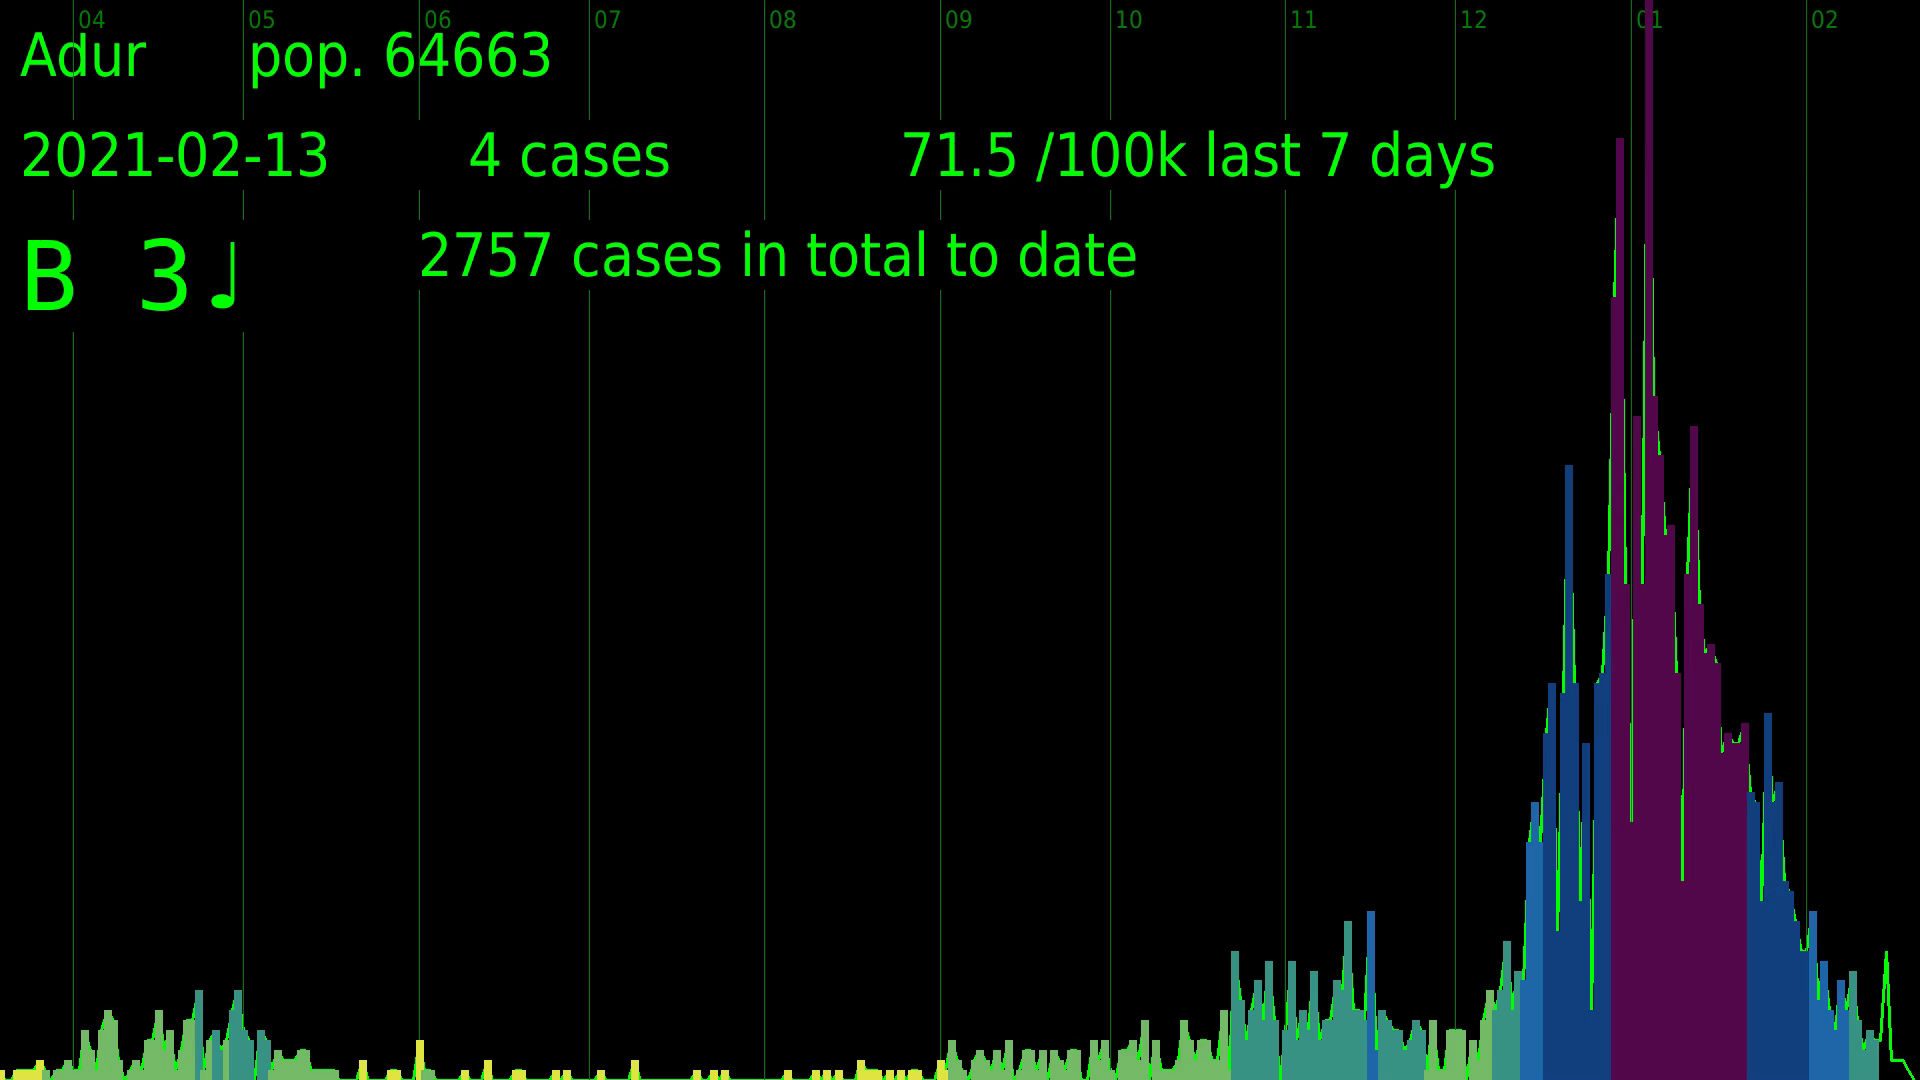 04 05 06 07 08 09 10 11 12 01 02
Adur pop. 64663
2021-02-13 4 cases 71.5 /100k last 7 days
B 3♩ 2757 cases in total to date